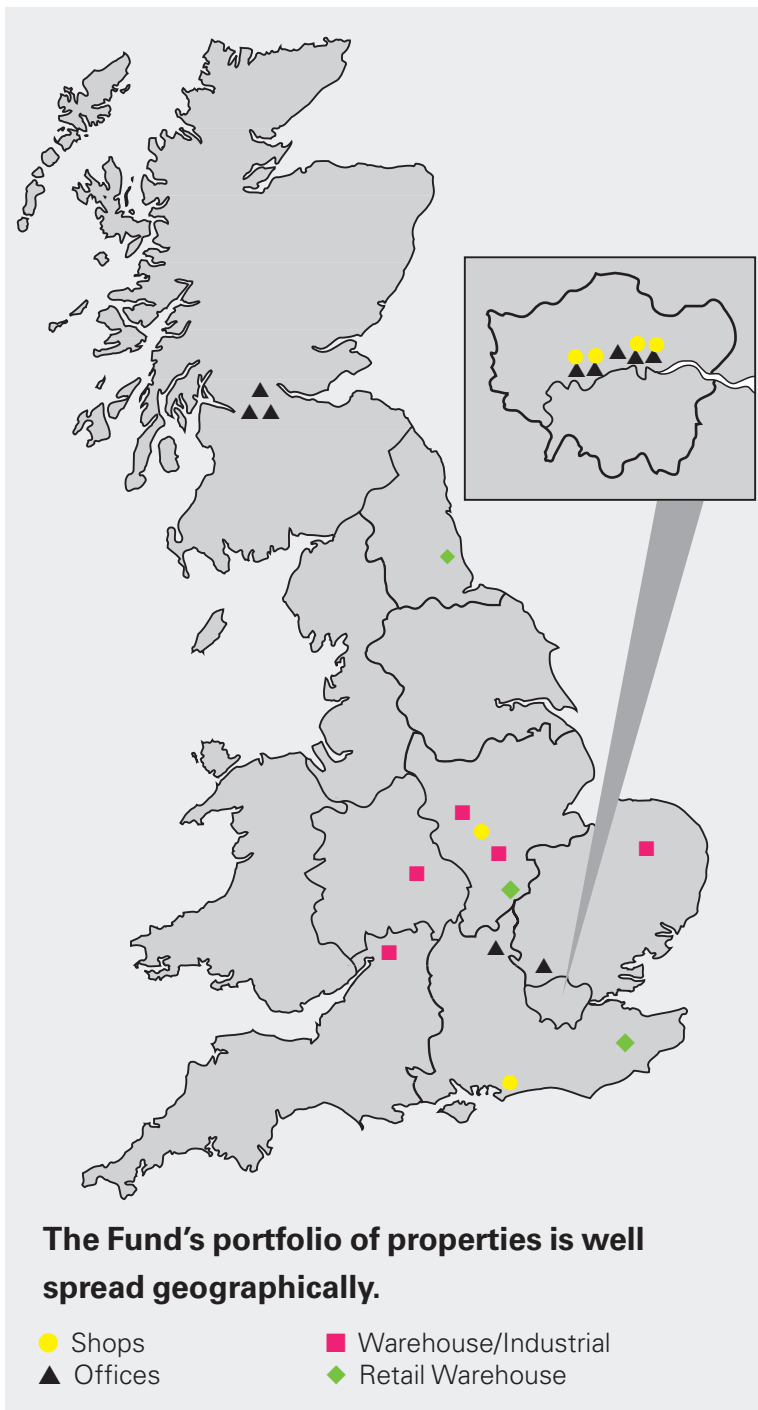 The Fund’s portfolio of properties is well
spread geographically.
Shops
Warehouse/Industrial
Offices
Retail Warehouse